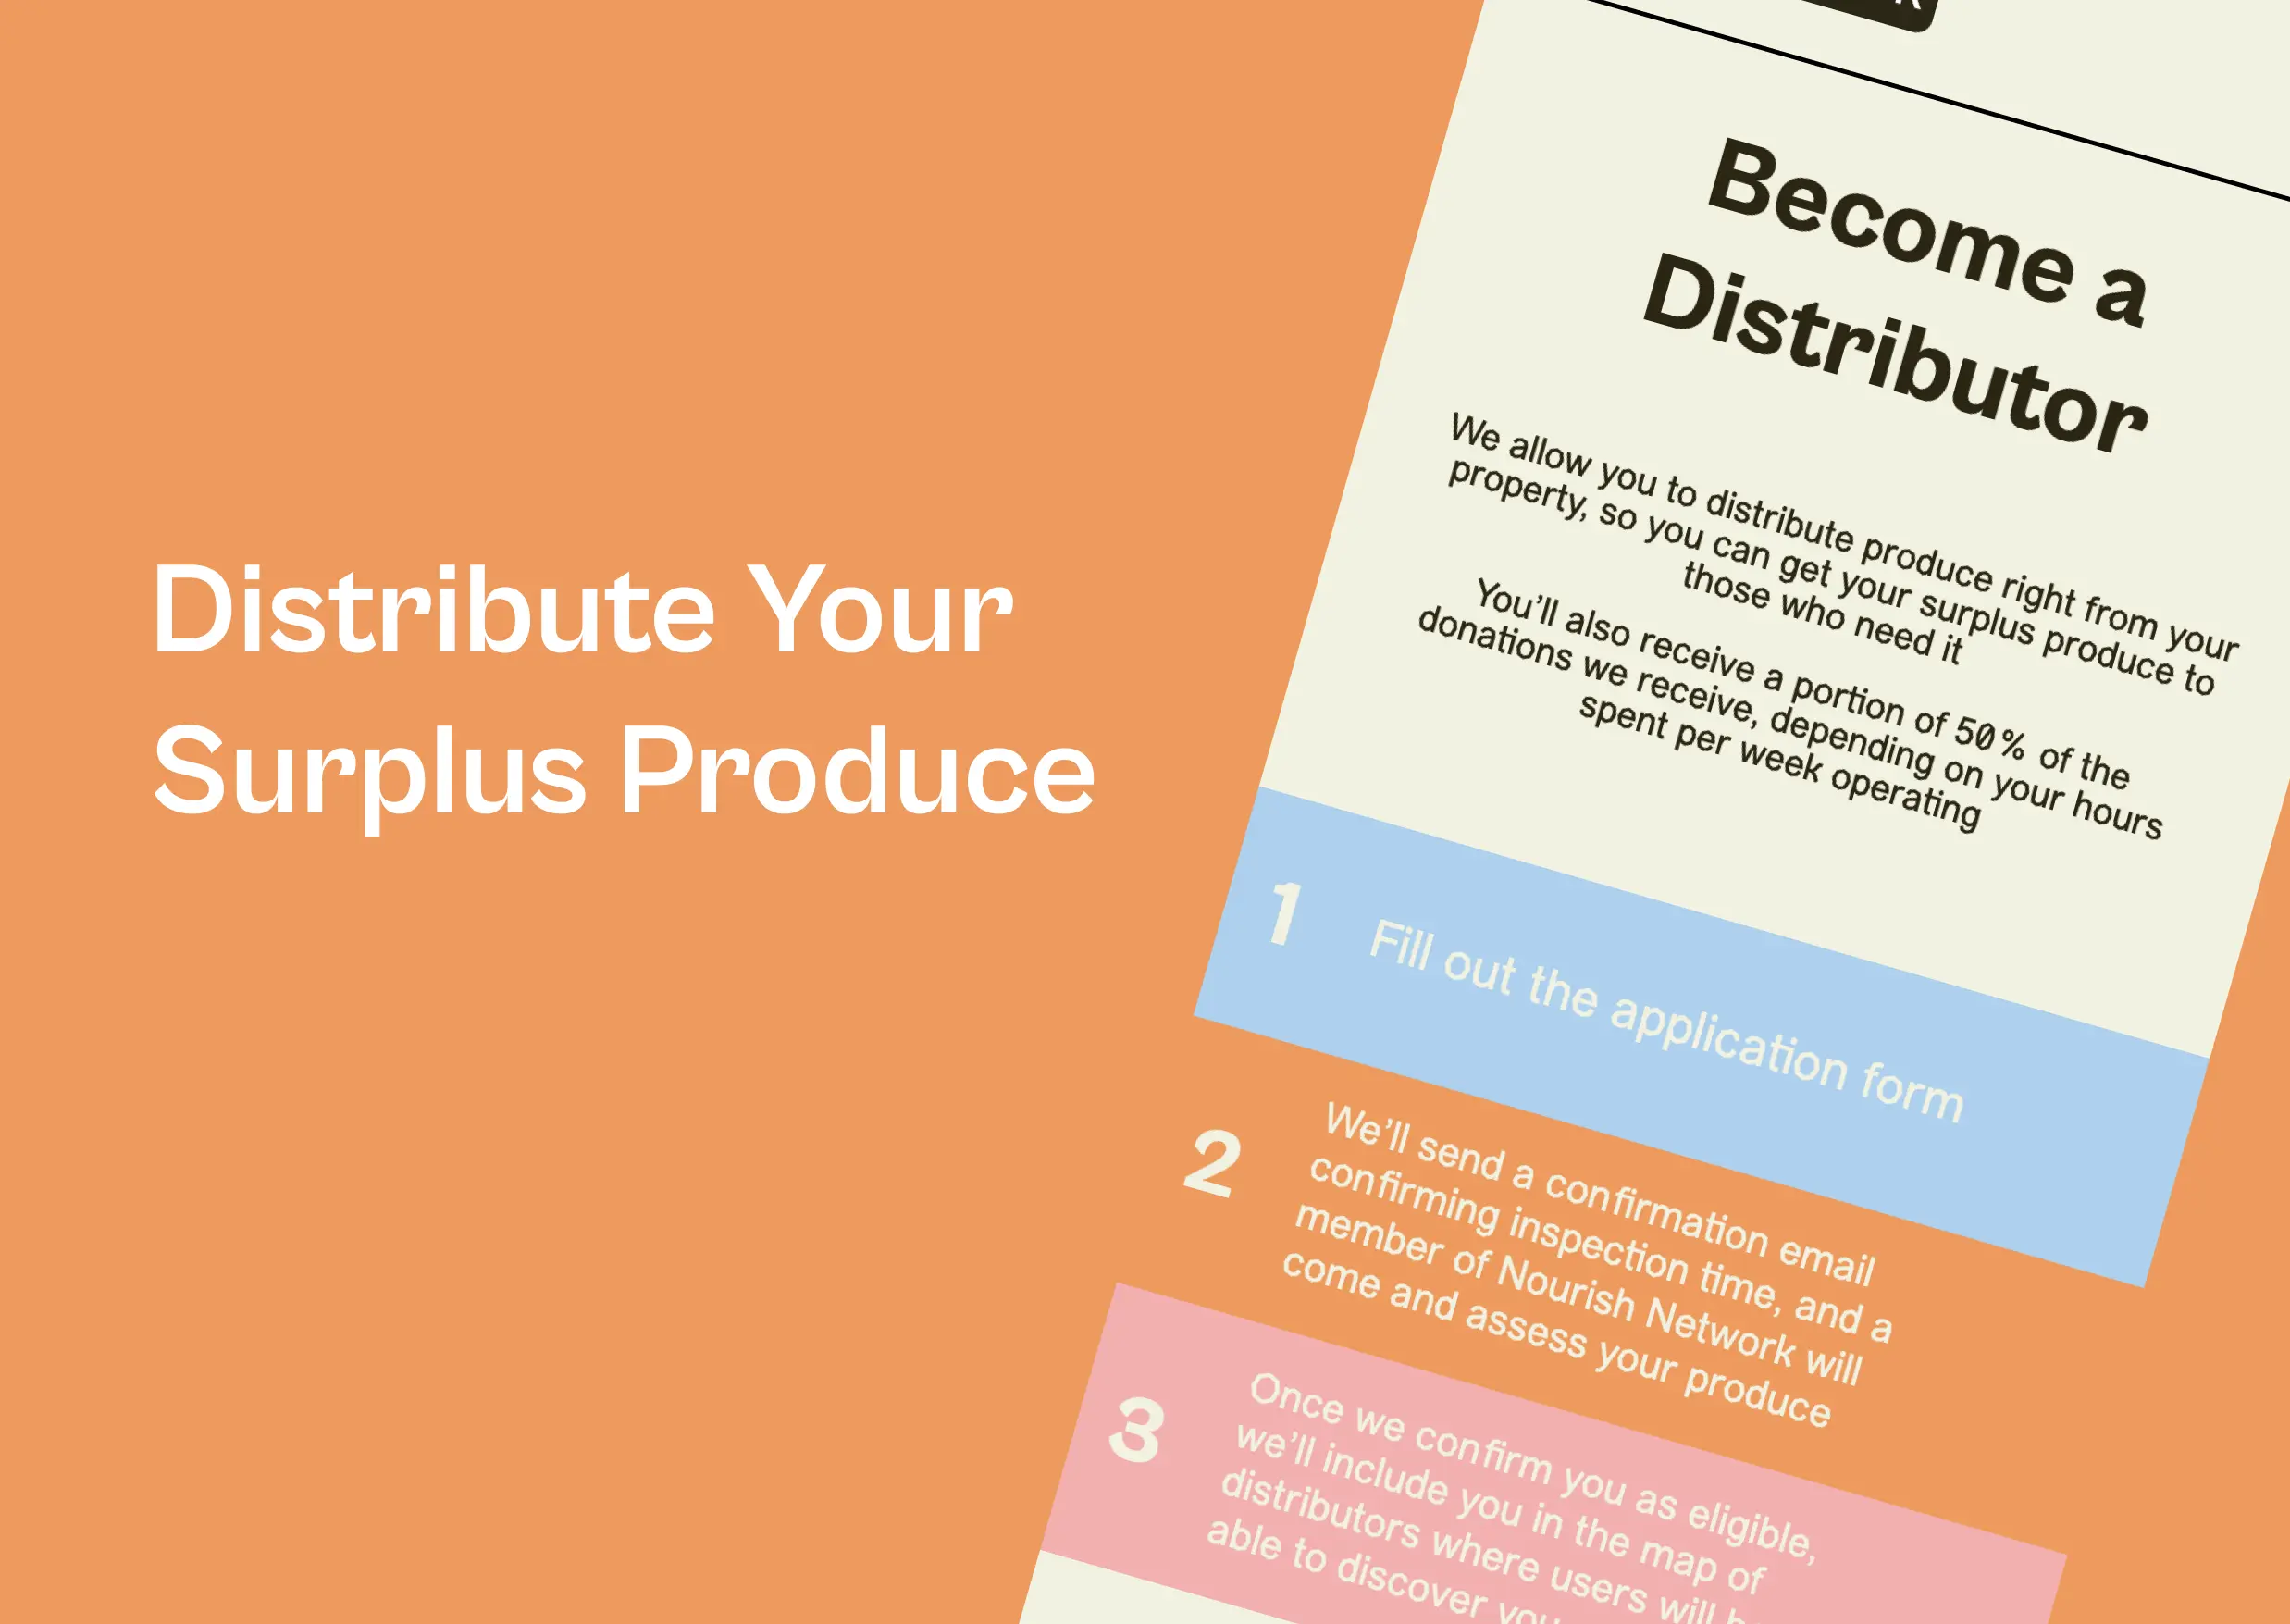 Distribute Your
Surplus Produce
Become a
Distributor
We allow you to distribute produce right from your
property, so you can get your surplus produce to
those who need it
You'll also receive a portion of 50% of the
donations we receive, depending on your hours
spent per week operating
1
Fill out the application form
2
We'll send a confirmation email
confirming inspection time, and a
member of Nourish Network will
come and assess your produce
3
Once we confirm you as eligible,
we'll include you in the map of
distributors where users will
able to discover